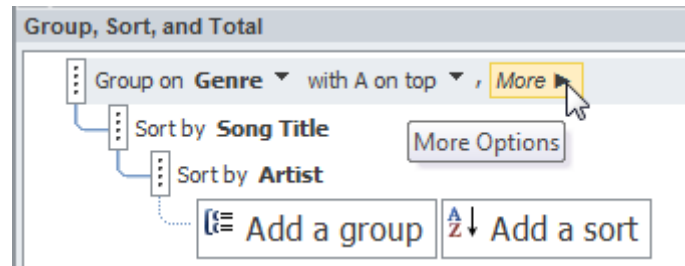 Group, Sort, and Total
Group on Genre with A on top , More
Sort by Song Title
More Options
Sort by Artist
Add a group A Z Add a sort